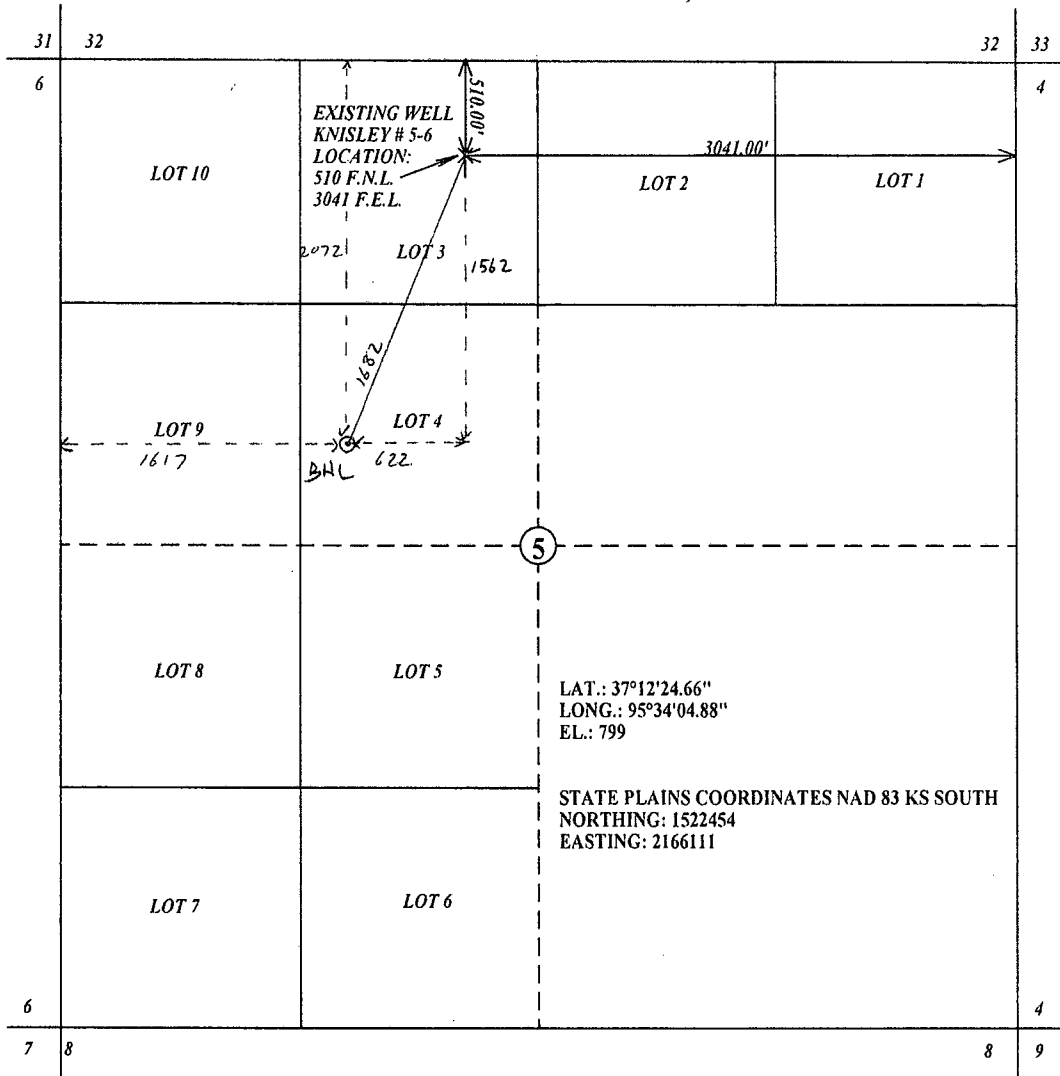 31 32 32 33
6 4
EXISTING WELL
KNISLEY # 5-6
LOCATION:
510 F.N.L.
3041 F.E.L.
510.00'
3041.00'
LOT 10
LOT 2
LOT 1
2072
LOT 3
1562
1682
LOT 9
LOT 4
1617
622
BHL
5
LOT 8
LOT 5
LAT.: 37°12'24.66"
LONG.: 95°34'04.88"
EL.: 799
STATE PLAINS COORDINATES NAD 83 KS SOUTH
NORTHING: 1522454
EASTING: 2166111
LOT 7
LOT 6
6 4
7 8 8 9